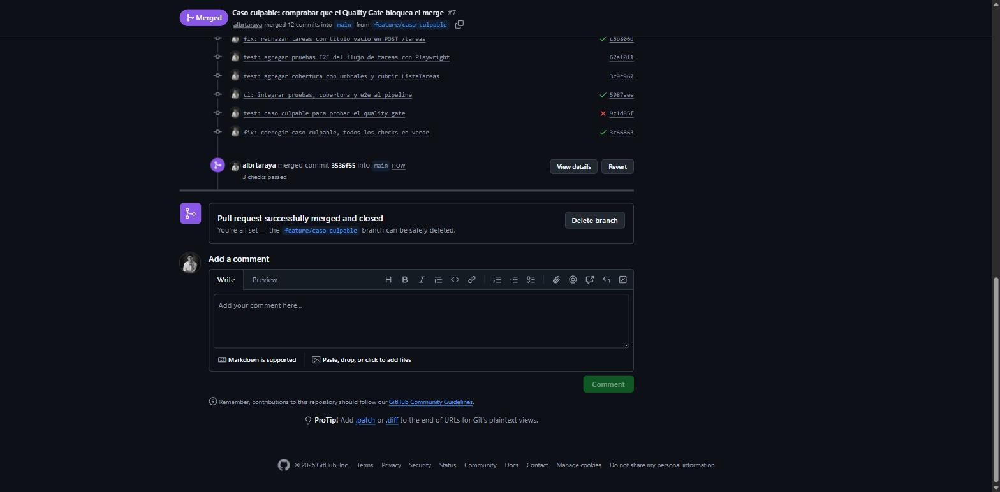 Merged
Caso culpable: comprobar que el Quality Gate bloquea el merge #7
albrtaraya merged 12 commits into main from feature/caso-culpable
fix: rechazar tareas con titulo vacio en POST /tareas c5b806d
test: agregar pruebas E2E del flujo de tareas con Playwright 62af0f1
test: agregar cobertura con umbrales y cubrir ListaTareas 3c9c967
ci: integrar pruebas, cobertura y e2e al pipeline 5987aee
test: caso culpable para probar el quality gate 9c1d85f
fix: corregir caso culpable, todos los checks en verde 3c66863
albrtaraya merged commit 3536f55 into main now View details Revert
3 checks passed
Pull request successfully merged and closed
You're all set — the feature/caso-culpable branch can be safely deleted.
Delete branch
Add a comment
Write Preview
Add your comment here...
Markdown is supported Paste, drop, or click to add files
Comment
Remember, contributions to this repository should follow our GitHub Community Guidelines.
ProTip! Add .patch or .diff to the end of URLs for Git's plaintext views.
© 2026 GitHub, Inc. Terms Privacy Security Status Community Docs Contact Manage cookies Do not share my personal information